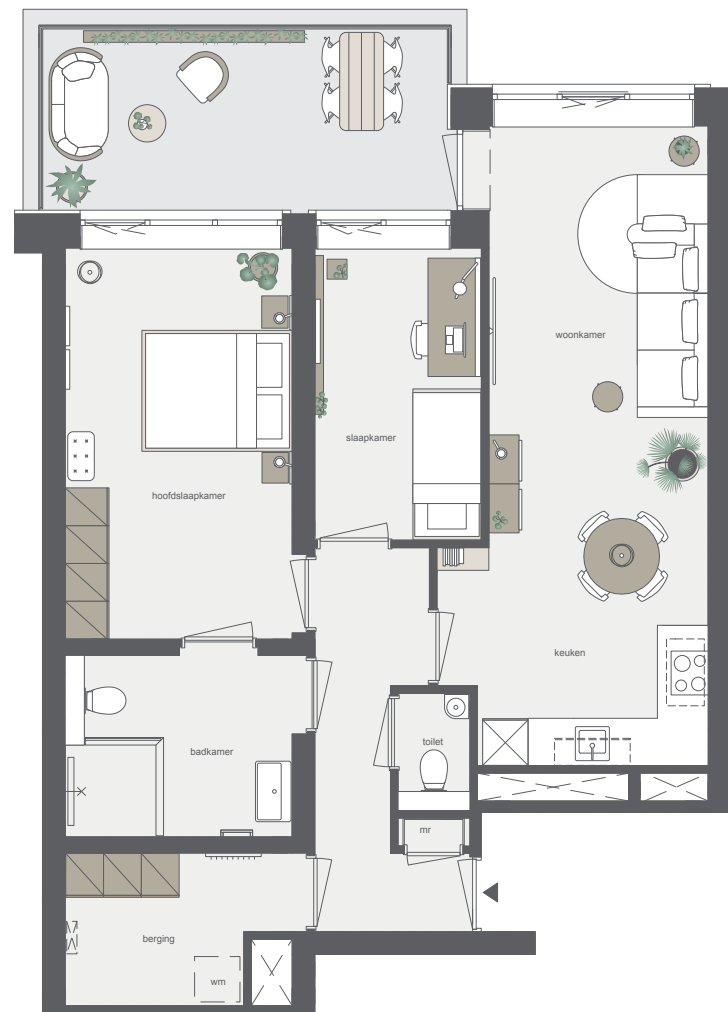 woonkamer
slaapkamer
hoofdslaapkamer
keuken
toilet
badkamer
mr
berging
wm